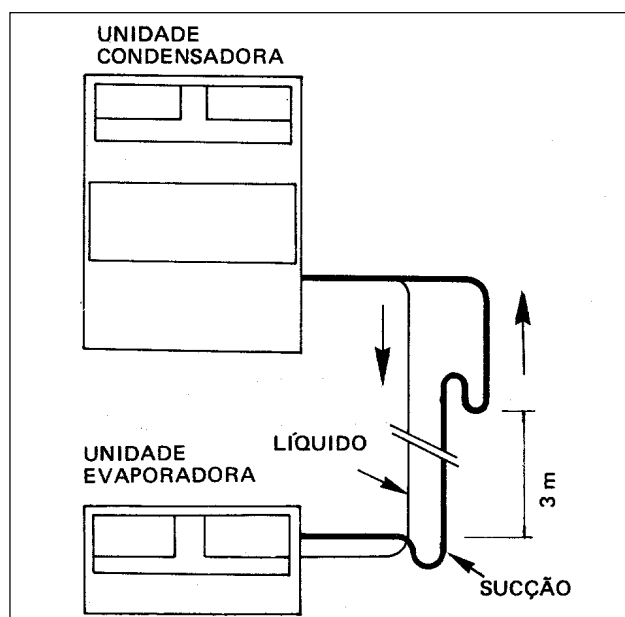 UNIDADE
CONDENSADORA
LÍQUIDO
UNIDADE
EVAPORADORA
3 m
SUCÇÃO